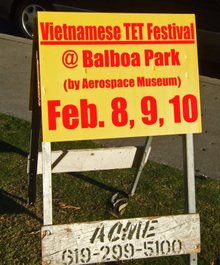 Vietnamese TET Festival
@ Balboa Park
(by Aerospace Museum)
Feb. 8, 9, 10
ACME
619-299-5100